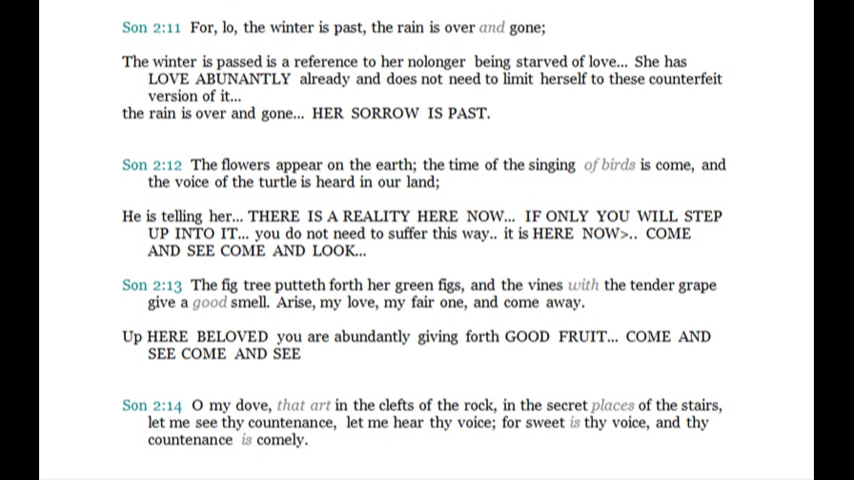 Son 2:11 For, lo, the winter is past, the rain is over and gone;
The winter is passed is a reference to her nolonger being starved of love... She has
LOVE ABUNANTLY already and does not need to limit herself to these counterfeit
version of it...
the rain is over and gone... HER SORROW IS PAST.
Son 2:12 The flowers appear on the earth; the time of the singing of birds is come, and
the voice of the turtle is heard in our land;
He is telling her... THERE IS A REALITY HERE NOW... IF ONLY YOU WILL STEP
UP INTO IT... you do not need to suffer this way.. it is HERE NOW>.. COME
AND SEE COME AND LOOK...
Son 2:13 The fig tree putteth forth her green figs, and the vines with the tender grape
give a good smell. Arise, my love, my fair one, and come away.
Up HERE BELOVED you are abundantly giving forth GOOD FRUIT... COME AND
SEE COME AND SEE
Son 2:14 O my dove, that art in the clefts of the rock, in the secret places of the stairs,
let me see thy countenance, let me hear thy voice; for sweet is thy voice, and thy
countenance is comely.